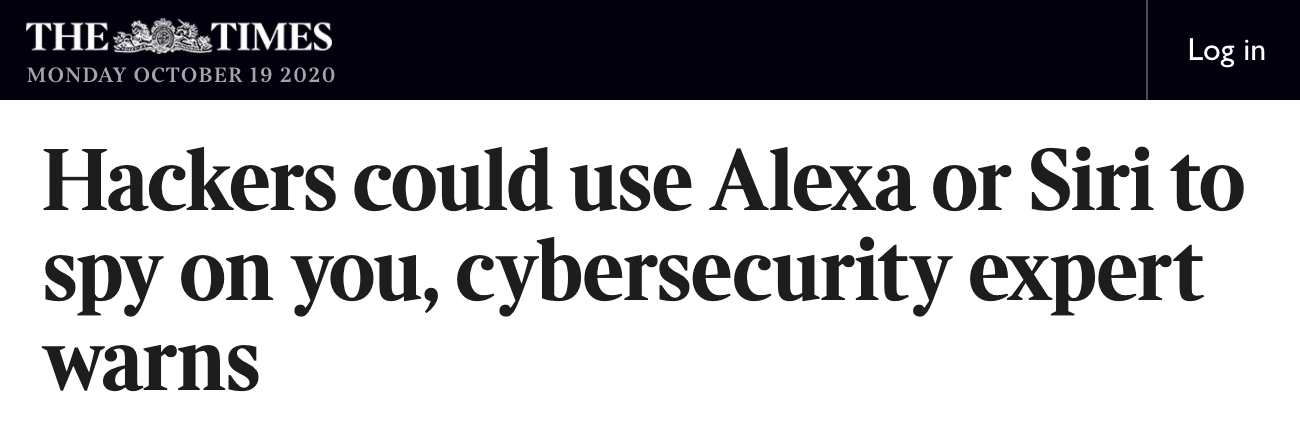 THE TIMES
MONDAY OCTOBER 19 2020
Log in
Hackers could use Alexa or Siri to
spy on you, cybersecurity expert
warns